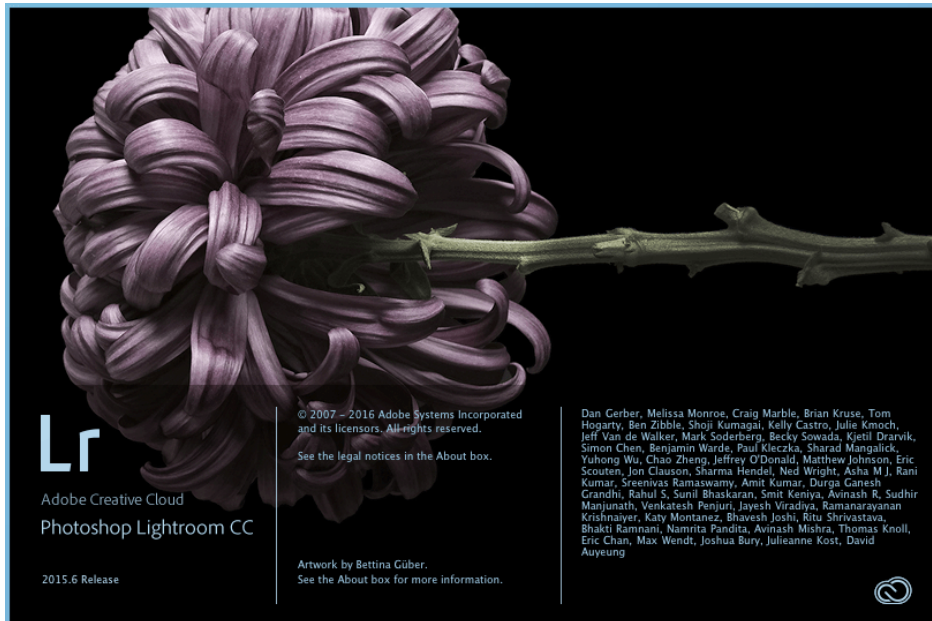 Lr
Adobe Creative Cloud
Photoshop Lightroom CC
2015.6 Release
© 2007 – 2016 Adobe Systems Incorporated
and its licensors. All rights reserved.
See the legal notices in the About box.
Artwork by Bettina Güber.
See the About box for more information.
Dan Gerber, Melissa Monroe, Craig Marble, Brian Kruse, Tom
Hogarty, Ben Zibble, Shoji Kumagai, Kelly Castro, Julie Kmoch,
Jeff Van de Walker, Mark Soderberg, Becky Sowada, Kjetil Drarvik,
Simon Chen, Benjamin Warde, Paul Kleczka, Sharad Mangalick,
Yuhong Wu, Chao Zheng, Jeffrey O'Donald, Matthew Johnson, Eric
Scouten, Jon Clauson, Sharma Hendel, Ned Wright, Asha M J, Rani
Kumar, Sreenivas Ramaswamy, Amit Kumar, Durga Ganesh
Grandhi, Rahul S, Sunil Bhaskaran, Smit Keniya, Avinash R, Sudhir
Manjunath, Venkatesh Penjuri, Jayesh Viradiya, Ramanarayanan
Krishnaiyer, Katy Montanez, Bhavesh Joshi, Ritu Shrivastava,
Bhakti Ramnani, Namrita Pandita, Avinash Mishra, Thomas Knoll,
Eric Chan, Max Wendt, Joshua Bury, Julieanne Kost, David
Auyeung